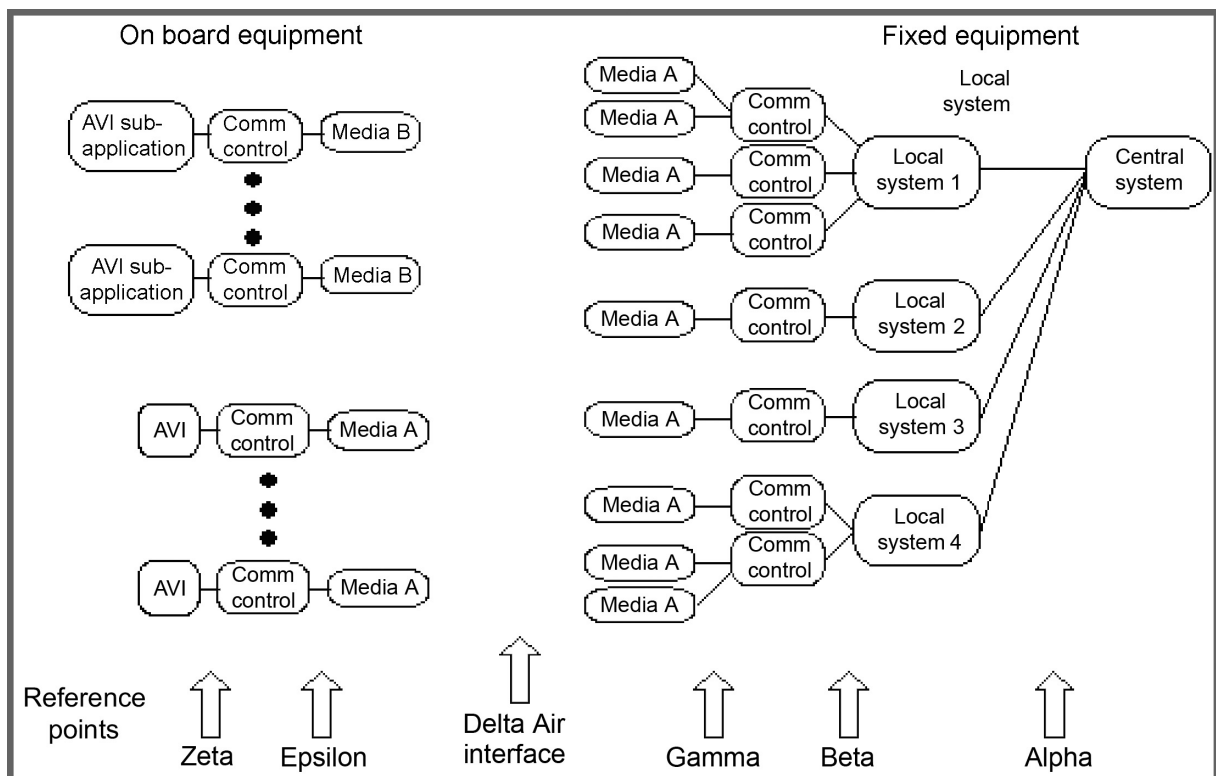 On board equipment
Fixed equipment
AVI sub-
application
Comm
control
Media B
AVI sub-
application
Comm
control
Media B
AVI
Comm
control
Media A
AVI
Comm
control
Media A
Media A
Media A
Media A
Media A
Comm
control
Comm
control
Comm
control
Local
system
Local
system 1
Central
system
Media A
Comm
control
Local
system 2
Media A
Comm
control
Local
system 3
Media A
Media A
Media A
Comm
control
Comm
control
Local
system 4
Reference
points
Zeta
Epsilon
Delta Air
interface
Gamma
Beta
Alpha